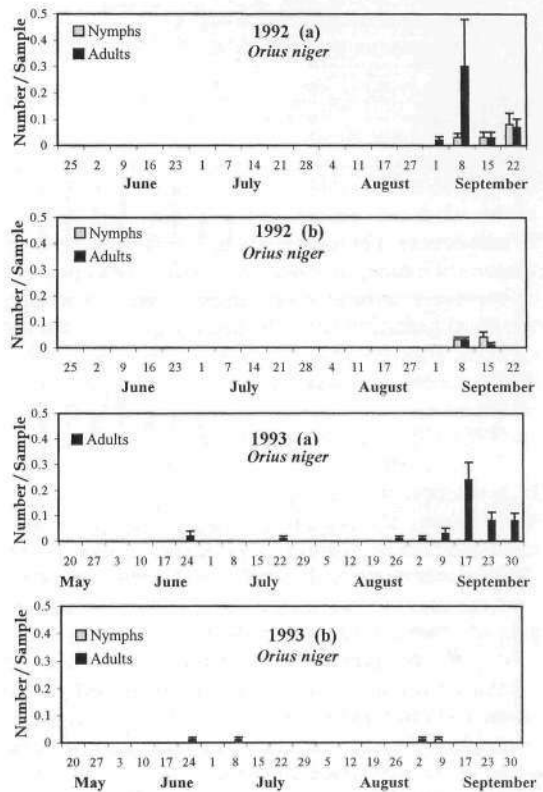 Number / Sample
0.5
0.4
0.3
0.2
0.1
0
Nymphs
Adults
1992 (a)
Orius niger
25 2 9 16 23 1 7 14 21 28 4 11 18 25 1 8 15 22
June July August September
Number / Sample
0.5
0.4
0.3
0.2
0.1
0
Nymphs
Adults
1992 (b)
Orius niger
25 2 9 16 23 1 7 14 21 28 4 11 18 25 1 8 15 22
June July August September
Number / Sample
0.5
0.4
0.3
0.2
0.1
0
Adults
1993 (a)
Orius niger
20 27 3 10 17 24 1 8 15 22 29 5 12 19 26 2 9 17 23 30
May June July August September
Number / Sample
0.5
0.4
0.3
0.2
0.1
0
Nymphs
Adults
1993 (b)
Orius niger
20 27 3 10 17 24 1 8 15 22 29 5 12 19 26 2 9 17 23 30
May June July August September